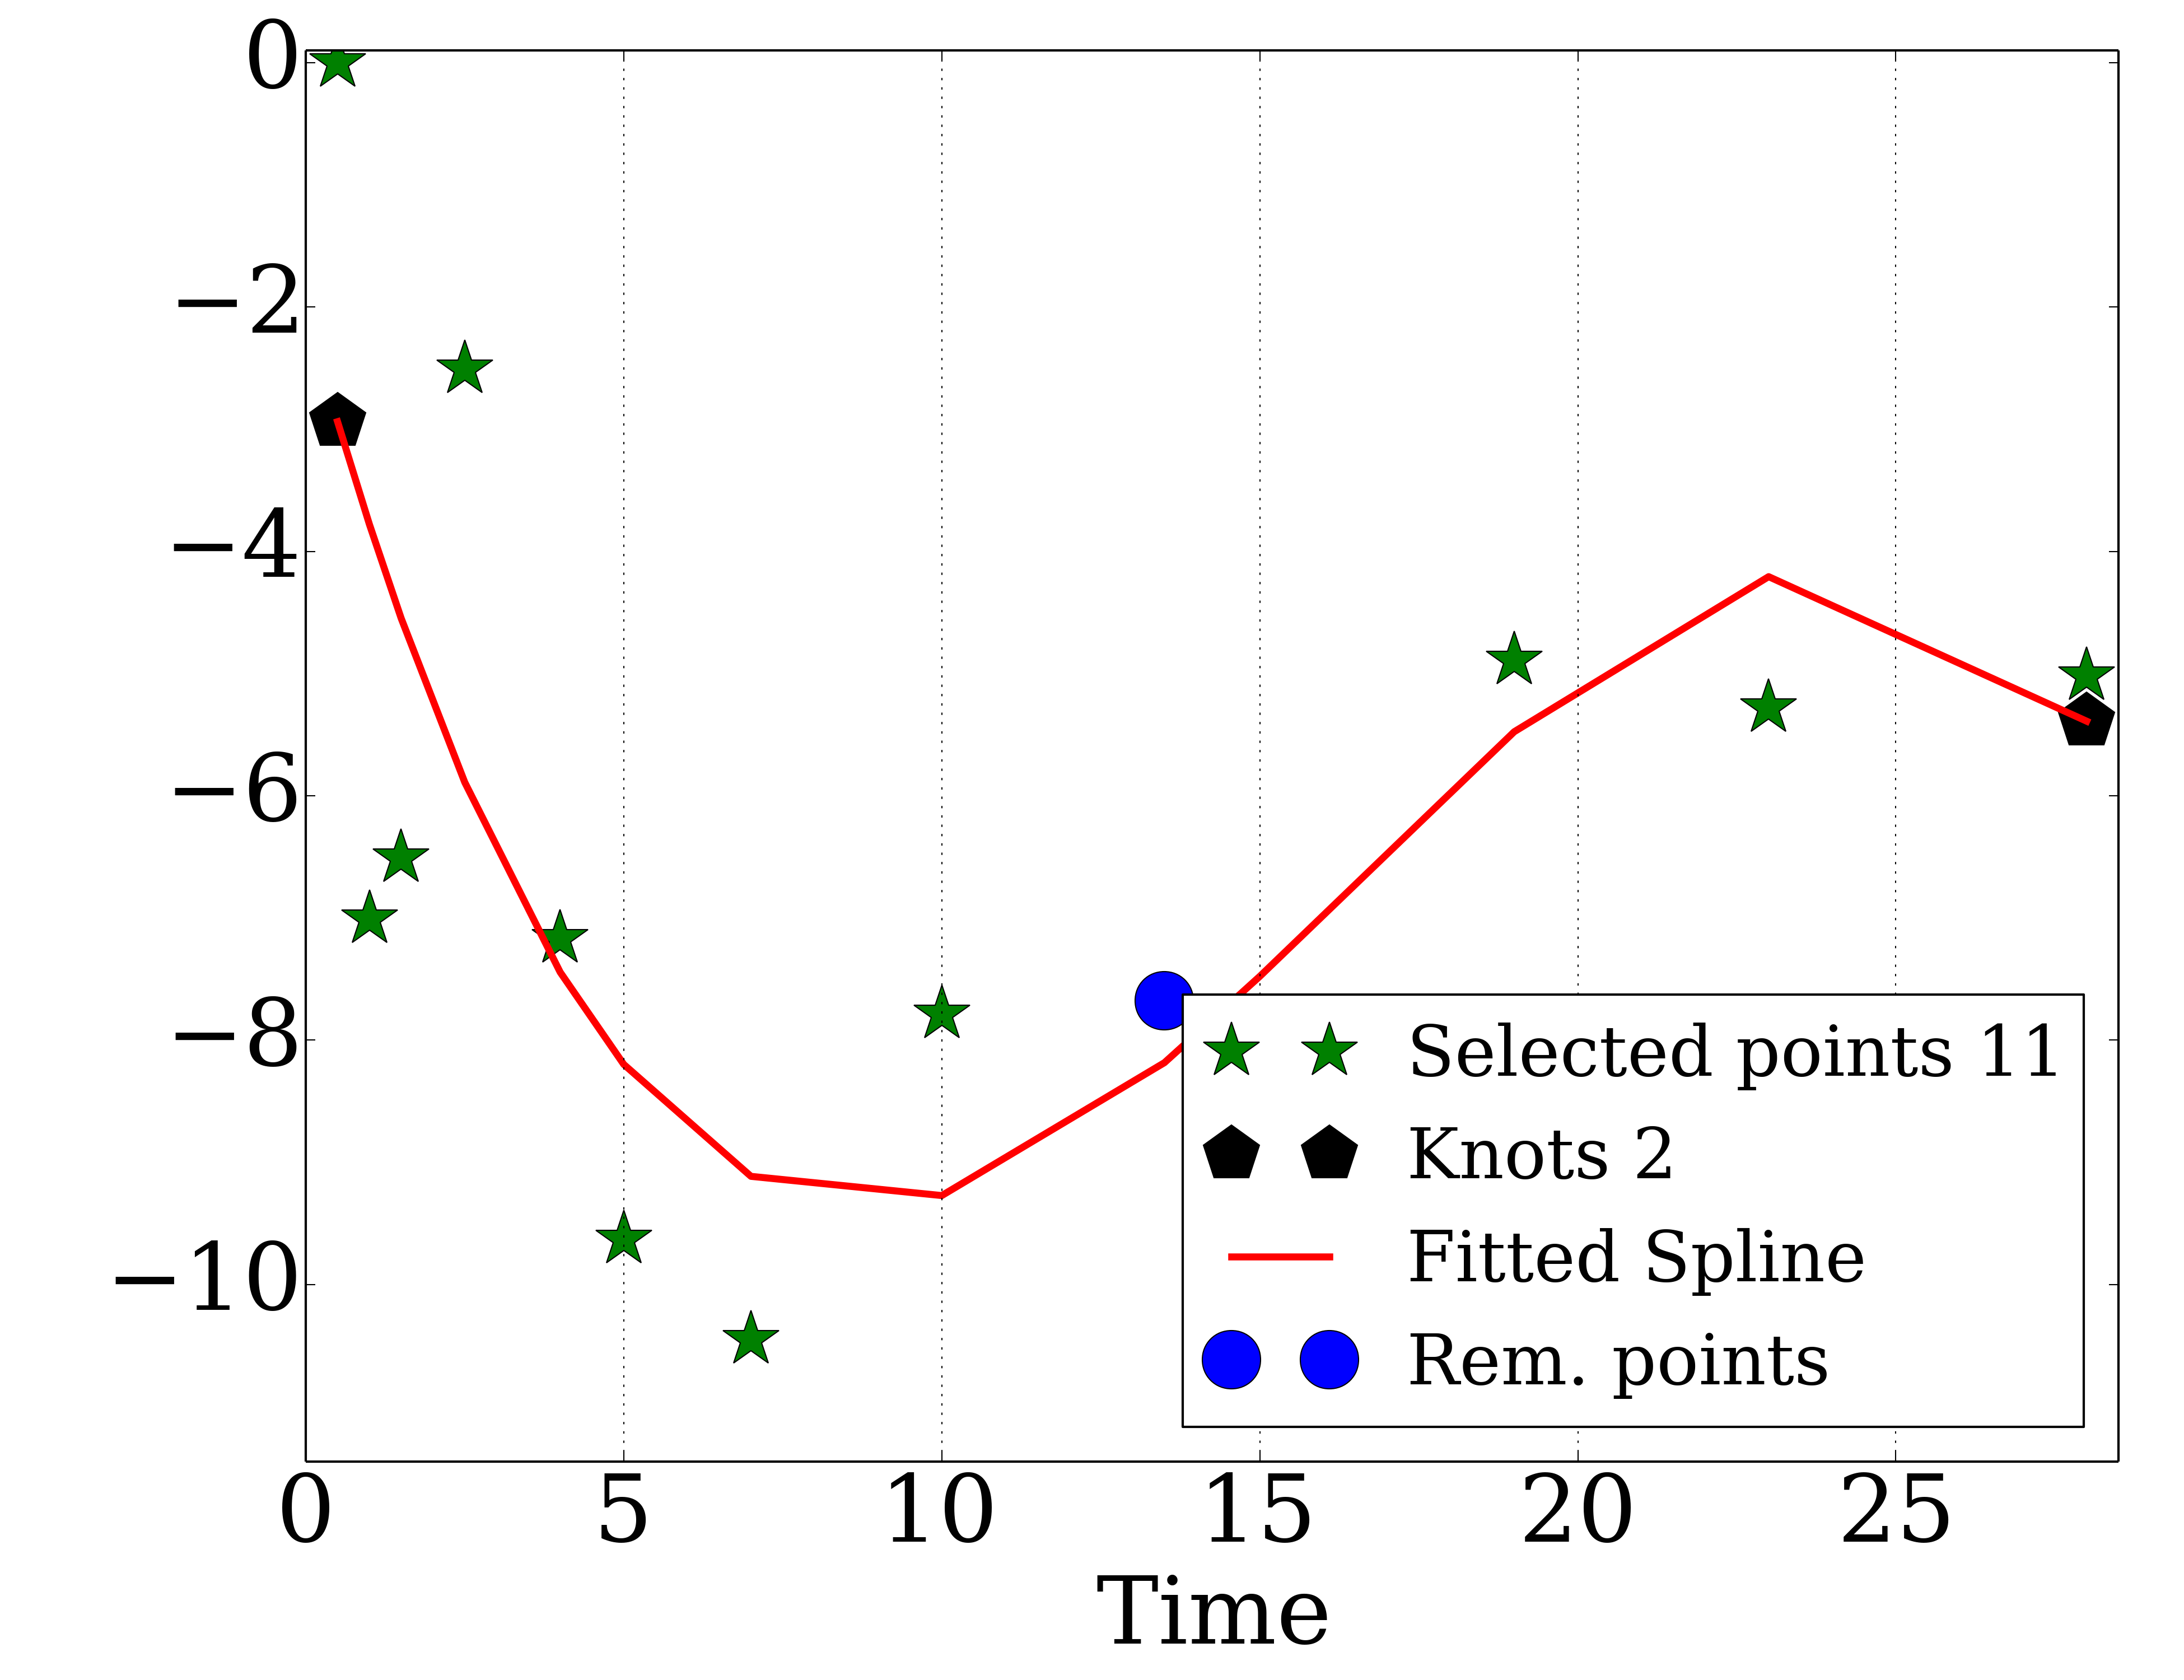 0
−2
−4
−6
−8
−10
Selected points 11
Knots 2
Fitted Spline
Rem. points
0 5 10 15 20 25
Time